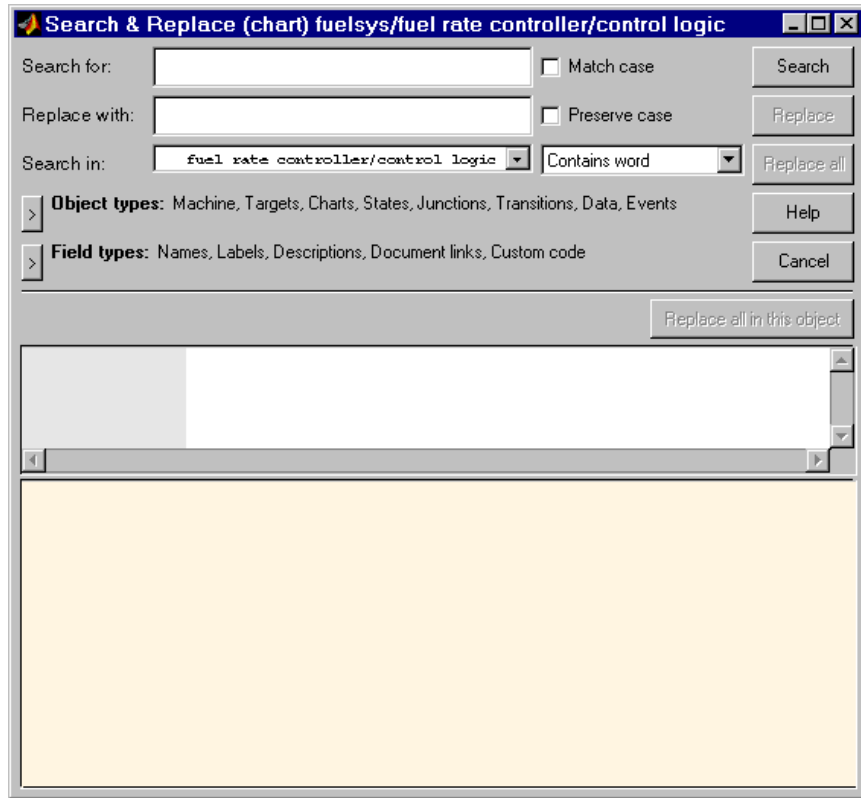 Search & Replace (chart) fuelsys/fuel rate controller/control logic
Search for:
Match case
Search
Replace with:
Preserve case
Replace
Search in:
fuel rate controller/control logic
Contains word
Replace all
> Object types: Machine, Targets, Charts, States, Junctions, Transitions, Data, Events
Help
> Field types: Names, Labels, Descriptions, Document links, Custom code
Cancel
Replace all in this object